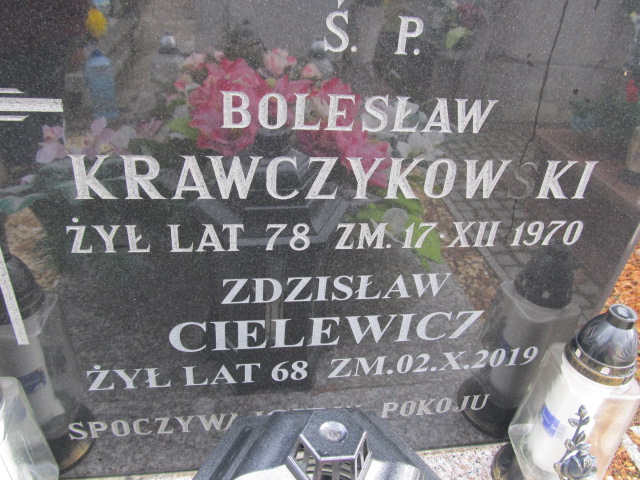 Ś. P.
BOLESŁAW
KRAWCZYKOWSKI
ŻYŁ LAT 78 ZM. 17·XII 1970
ZDZISŁAW
CIELEWICZ
ŻYŁ LAT 68 ZM.02.X.2019
POKOJU